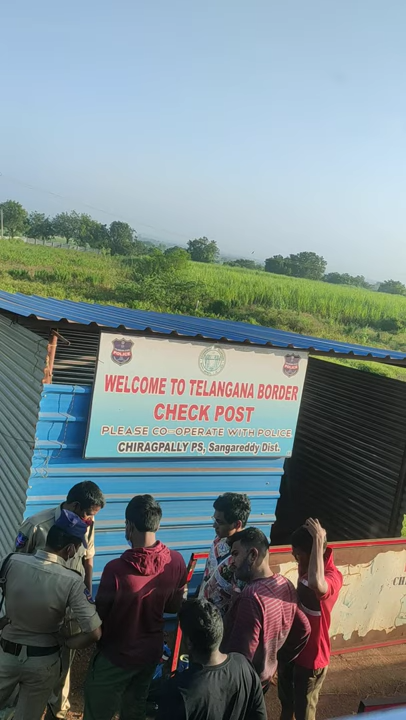 WELCOME TO TELANGANA BORDER
CHECK POST
PLEASE CO-OPERATE WITH POLICE
CHIRAGPALLY PS, Sangareddy Dist.